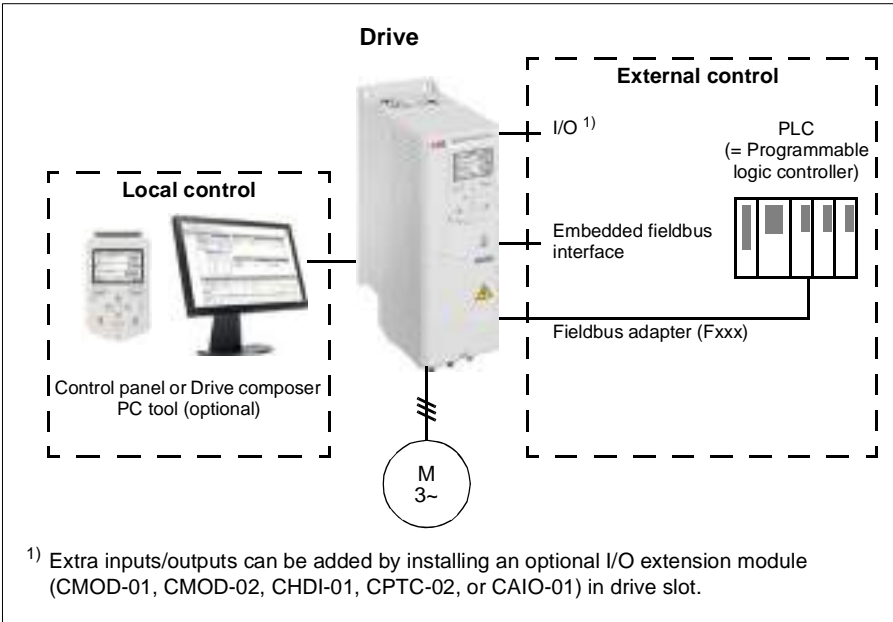 Drive
External control
I/O 1)
PLC
(= Programmable
logic controller)
Local control
Embedded fieldbus
interface
Fieldbus adapter (Fxxx)
Control panel or Drive composer
PC tool (optional)
M
3~
1) Extra inputs/outputs can be added by installing an optional I/O extension module
(CMOD-01, CMOD-02, CHDI-01, CPTC-02, or CAIO-01) in drive slot.